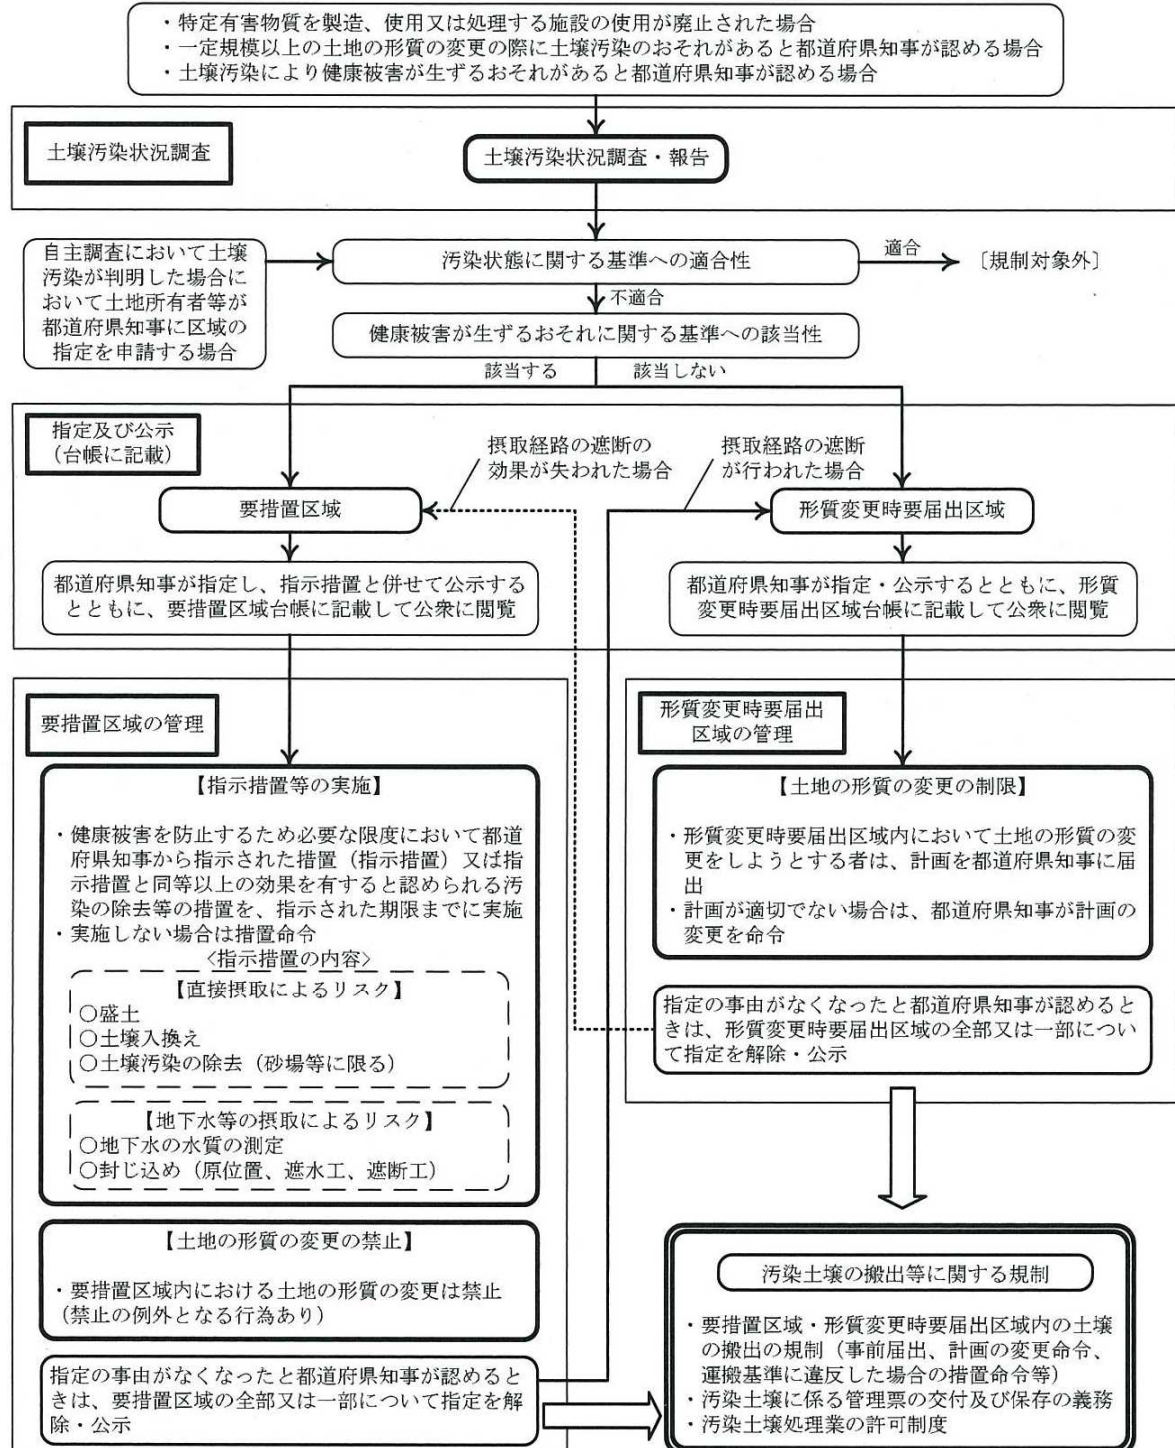 ・特定有害物質を製造、使用又は処理する施設の使用が廃止された場合
・一定規模以上の土地の形質の変更の際に土壌汚染のおそれがあると都道府県知事が認める場合
・土壌汚染により健康被害が生ずるおそれがあると都道府県知事が認める場合
土壌汚染状況調査
土壌汚染状況調査・報告
自主調査において土壌
汚染が判明した場合に
おいて土地所有者等が
都道府県知事に区域の
指定を申請する場合
汚染状態に関する基準への適合性
適合
〔規制対象外〕
不適合
健康被害が生ずるおそれに関する基準への該当性
該当する
該当しない
指定及び公示
（台帳に記載）
摂取経路の遮断の
効果が失われた場合
摂取経路の遮断
が行われた場合
要措置区域
形質変更時要届出区域
都道府県知事が指定し、指示措置と併せて公示する
とともに、要措置区域台帳に記載して公衆に閲覧
都道府県知事が指定・公示するとともに、形質
変更時要届出区域台帳に記載して公衆に閲覧
要措置区域の管理
【指示措置等の実施】
・健康被害を防止するため必要な限度において都道
府県知事から指示された措置（指示措置）又は指
示措置と同等以上の効果を有すると認められる汚
染の除去等の措置を、指示された期限までに実施
・実施しない場合は措置命令
〈指示措置の内容〉
【直接摂取によるリスク】
○盛土
○土壌入換え
○土壌汚染の除去（砂場等に限る）
【地下水等の摂取によるリスク】
○地下水の水質の測定
○封じ込め（原位置、遮水工、遮断工）
【土地の形質の変更の禁止】
・要措置区域内における土地の形質の変更は禁止
（禁止の例外となる行為あり）
指定の事由がなくなったと都道府県知事が認めると
きは、要措置区域の全部又は一部について指定を解
除・公示
形質変更時要届出
区域の管理
【土地の形質の変更の制限】
・形質変更時要届出区域内において土地の形質の変
更をしようとする者は、計画を都道府県知事に届
出
・計画が適切でない場合は、都道府県知事が計画の
変更を命令
指定の事由がなくなったと都道府県知事が認めると
きは、形質変更時要届出区域の全部又は一部につい
て指定を解除・公示
汚染土壌の搬出等に関する規制
・要措置区域・形質変更時要届出区域内の土壌
の搬出の規制（事前届出、計画の変更命令、
運搬基準に違反した場合の措置命令等）
・汚染土壌に係る管理票の交付及び保存の義務
・汚染土壌処理業の許可制度